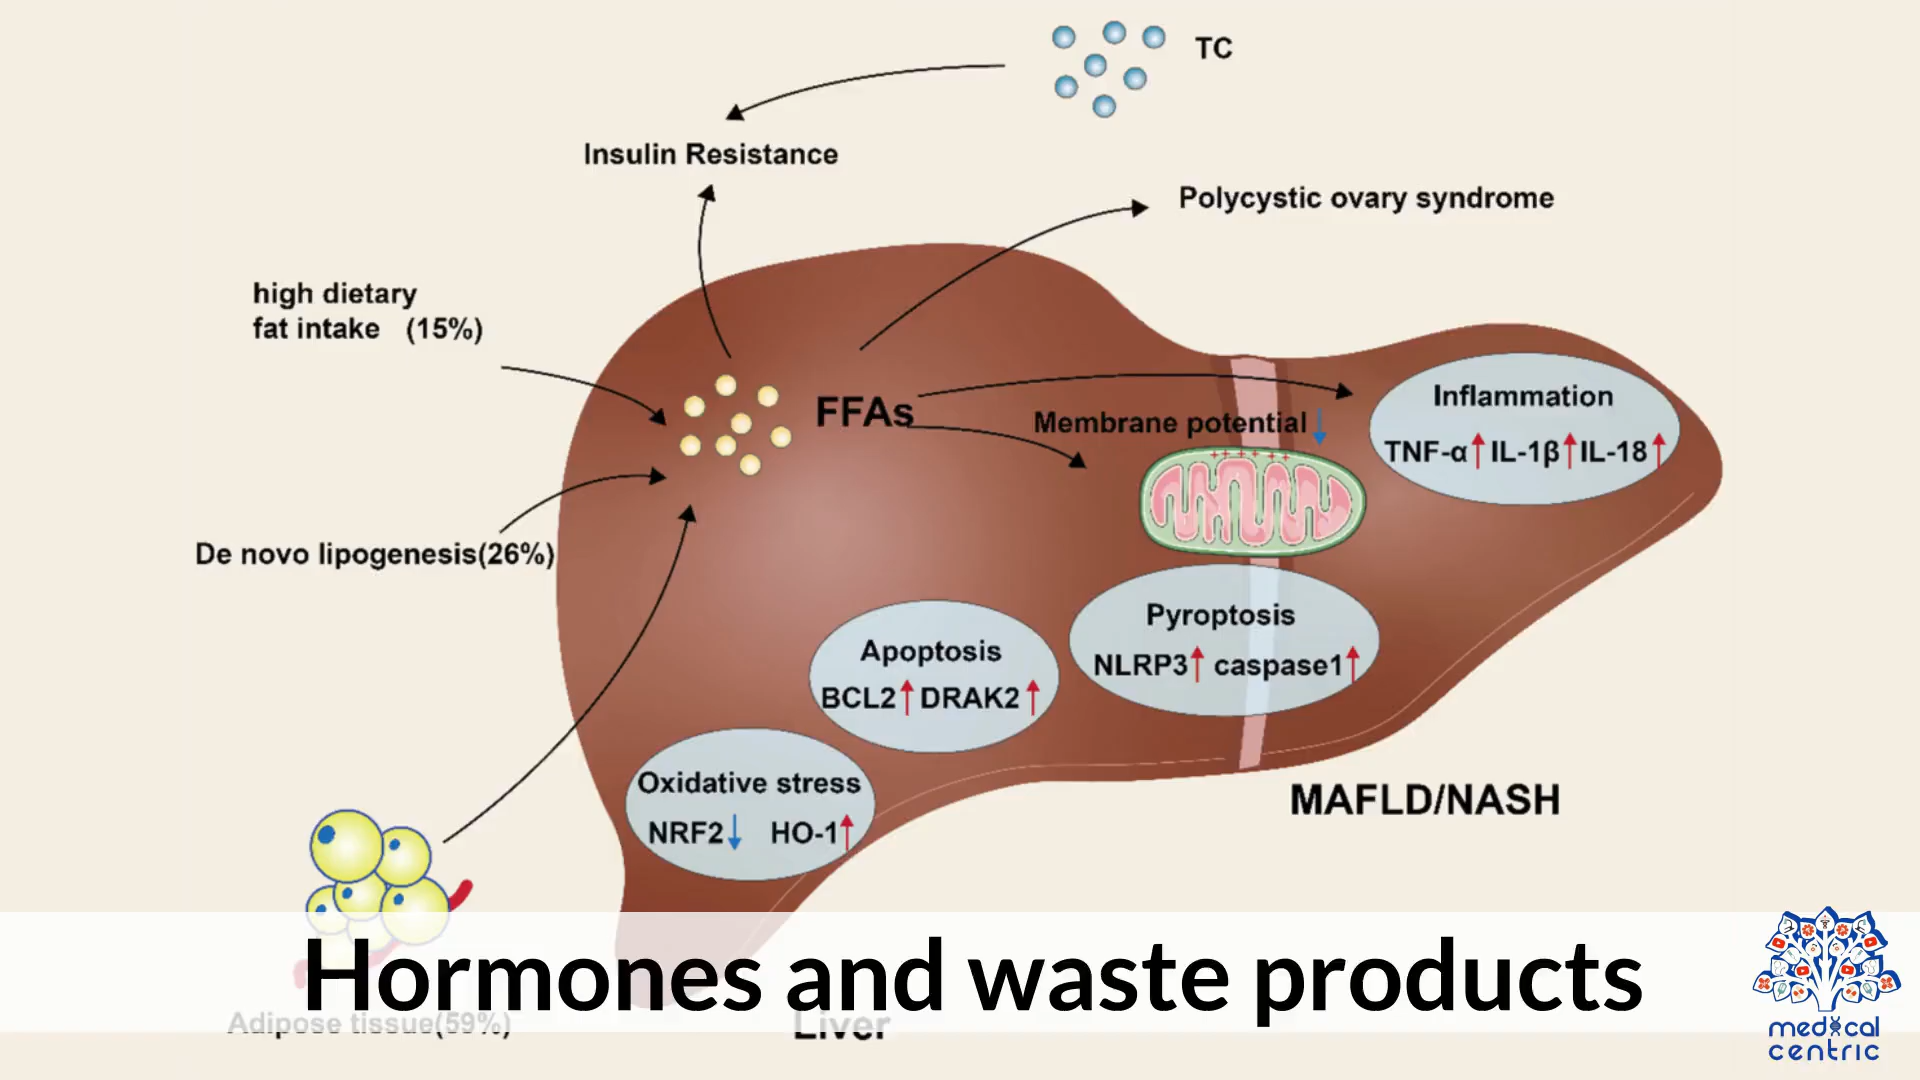 TC
Insulin Resistance
Polycystic ovary syndrome
high dietary
fat intake (15%)
FFAs
Membrane potential↓
Inflammation
TNF-α↑IL-1β↑IL-18↑
De novo lipogenesis(26%)
Pyroptosis
NLRP3↑ caspase1↑
Apoptosis
BCL2↑DRAK2↑
Oxidative stress
NRF2↓ HO-1↑
MAFLD/NASH
Hormones and waste products
Adipose tissue(59%)
Liver
medical
centric